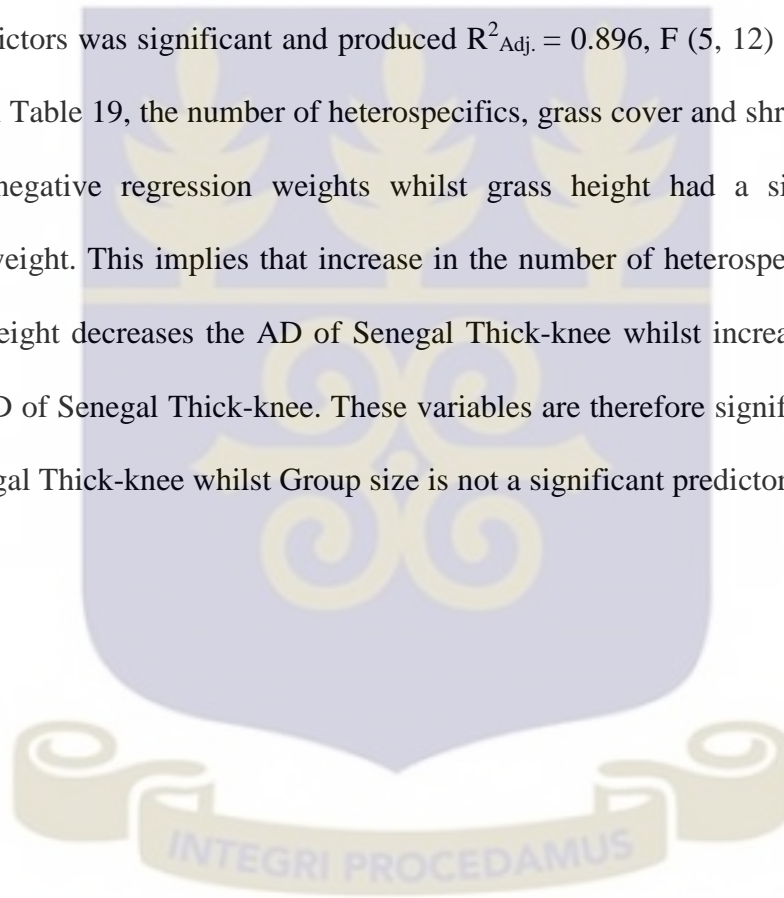 ictors was significant and produced R²Adj. = 0.896, F (5, 12)
Table 19, the number of heterospecifics, grass cover and shr
negative regression weights whilst grass height had a si
eight. This implies that increase in the number of heterospe
eight decreases the AD of Senegal Thick-knee whilst increa
D of Senegal Thick-knee. These variables are therefore signif
gal Thick-knee whilst Group size is not a significant predictor
INTEGRI PROCEDAMUS